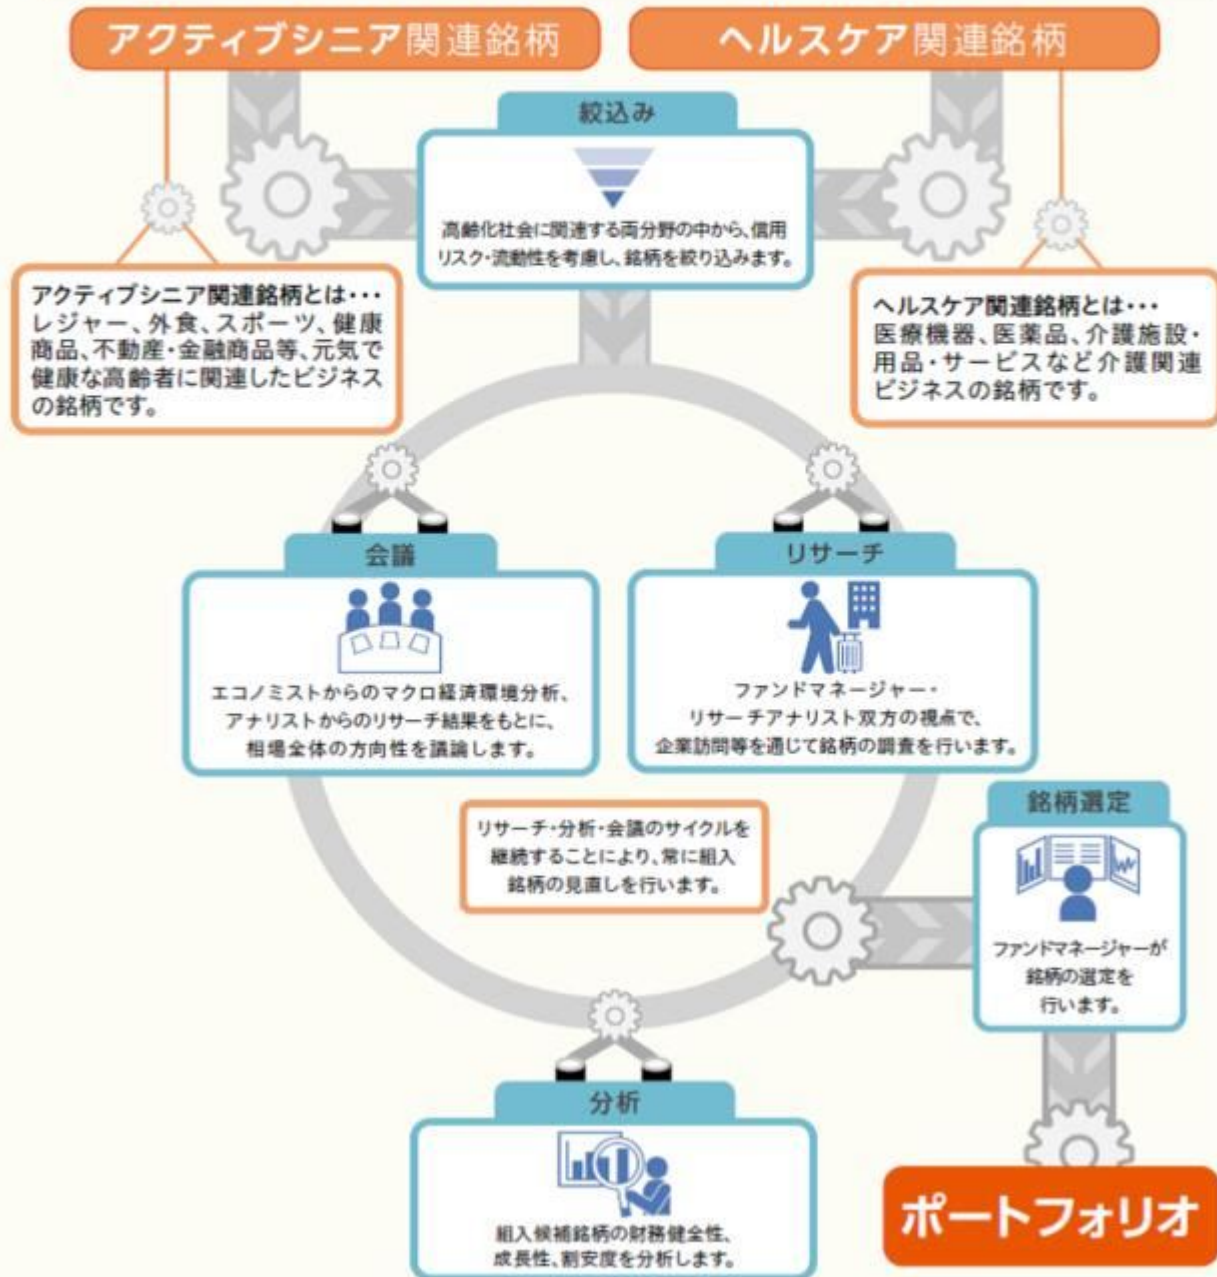 アクティブシニア関連銘柄
ヘルスケア関連銘柄
絞込み
高齢化社会に関連する両分野の中から、信用
リスク・流動性を考慮し、銘柄を絞り込みます。
アクティブシニア関連銘柄とは・・・
レジャー、外食、スポーツ、健康
商品、不動産・金融商品等、元気で
健康な高齢者に関連したビジネス
の銘柄です。
ヘルスケア関連銘柄とは・・・
医療機器、医薬品、介護施設・
用品・サービスなど介護関連
ビジネスの銘柄です。
会議
エコノミストからのマクロ経済環境分析、
アナリストからのリサーチ結果をもとに、
相場全体の方向性を議論します。
リサーチ
ファンドマネージャー・
リサーチアナリスト双方の視点で、
企業訪問等を通じて銘柄の調査を行います。
リサーチ・分析・会議のサイクルを
継続することにより、常に組入
銘柄の見直しを行います。
銘柄選定
ファンドマネージャーが
銘柄の選定を
行います。
分析
組入候補銘柄の財務健全性、
成長性、割安度を分析します。
ポートフォリオ